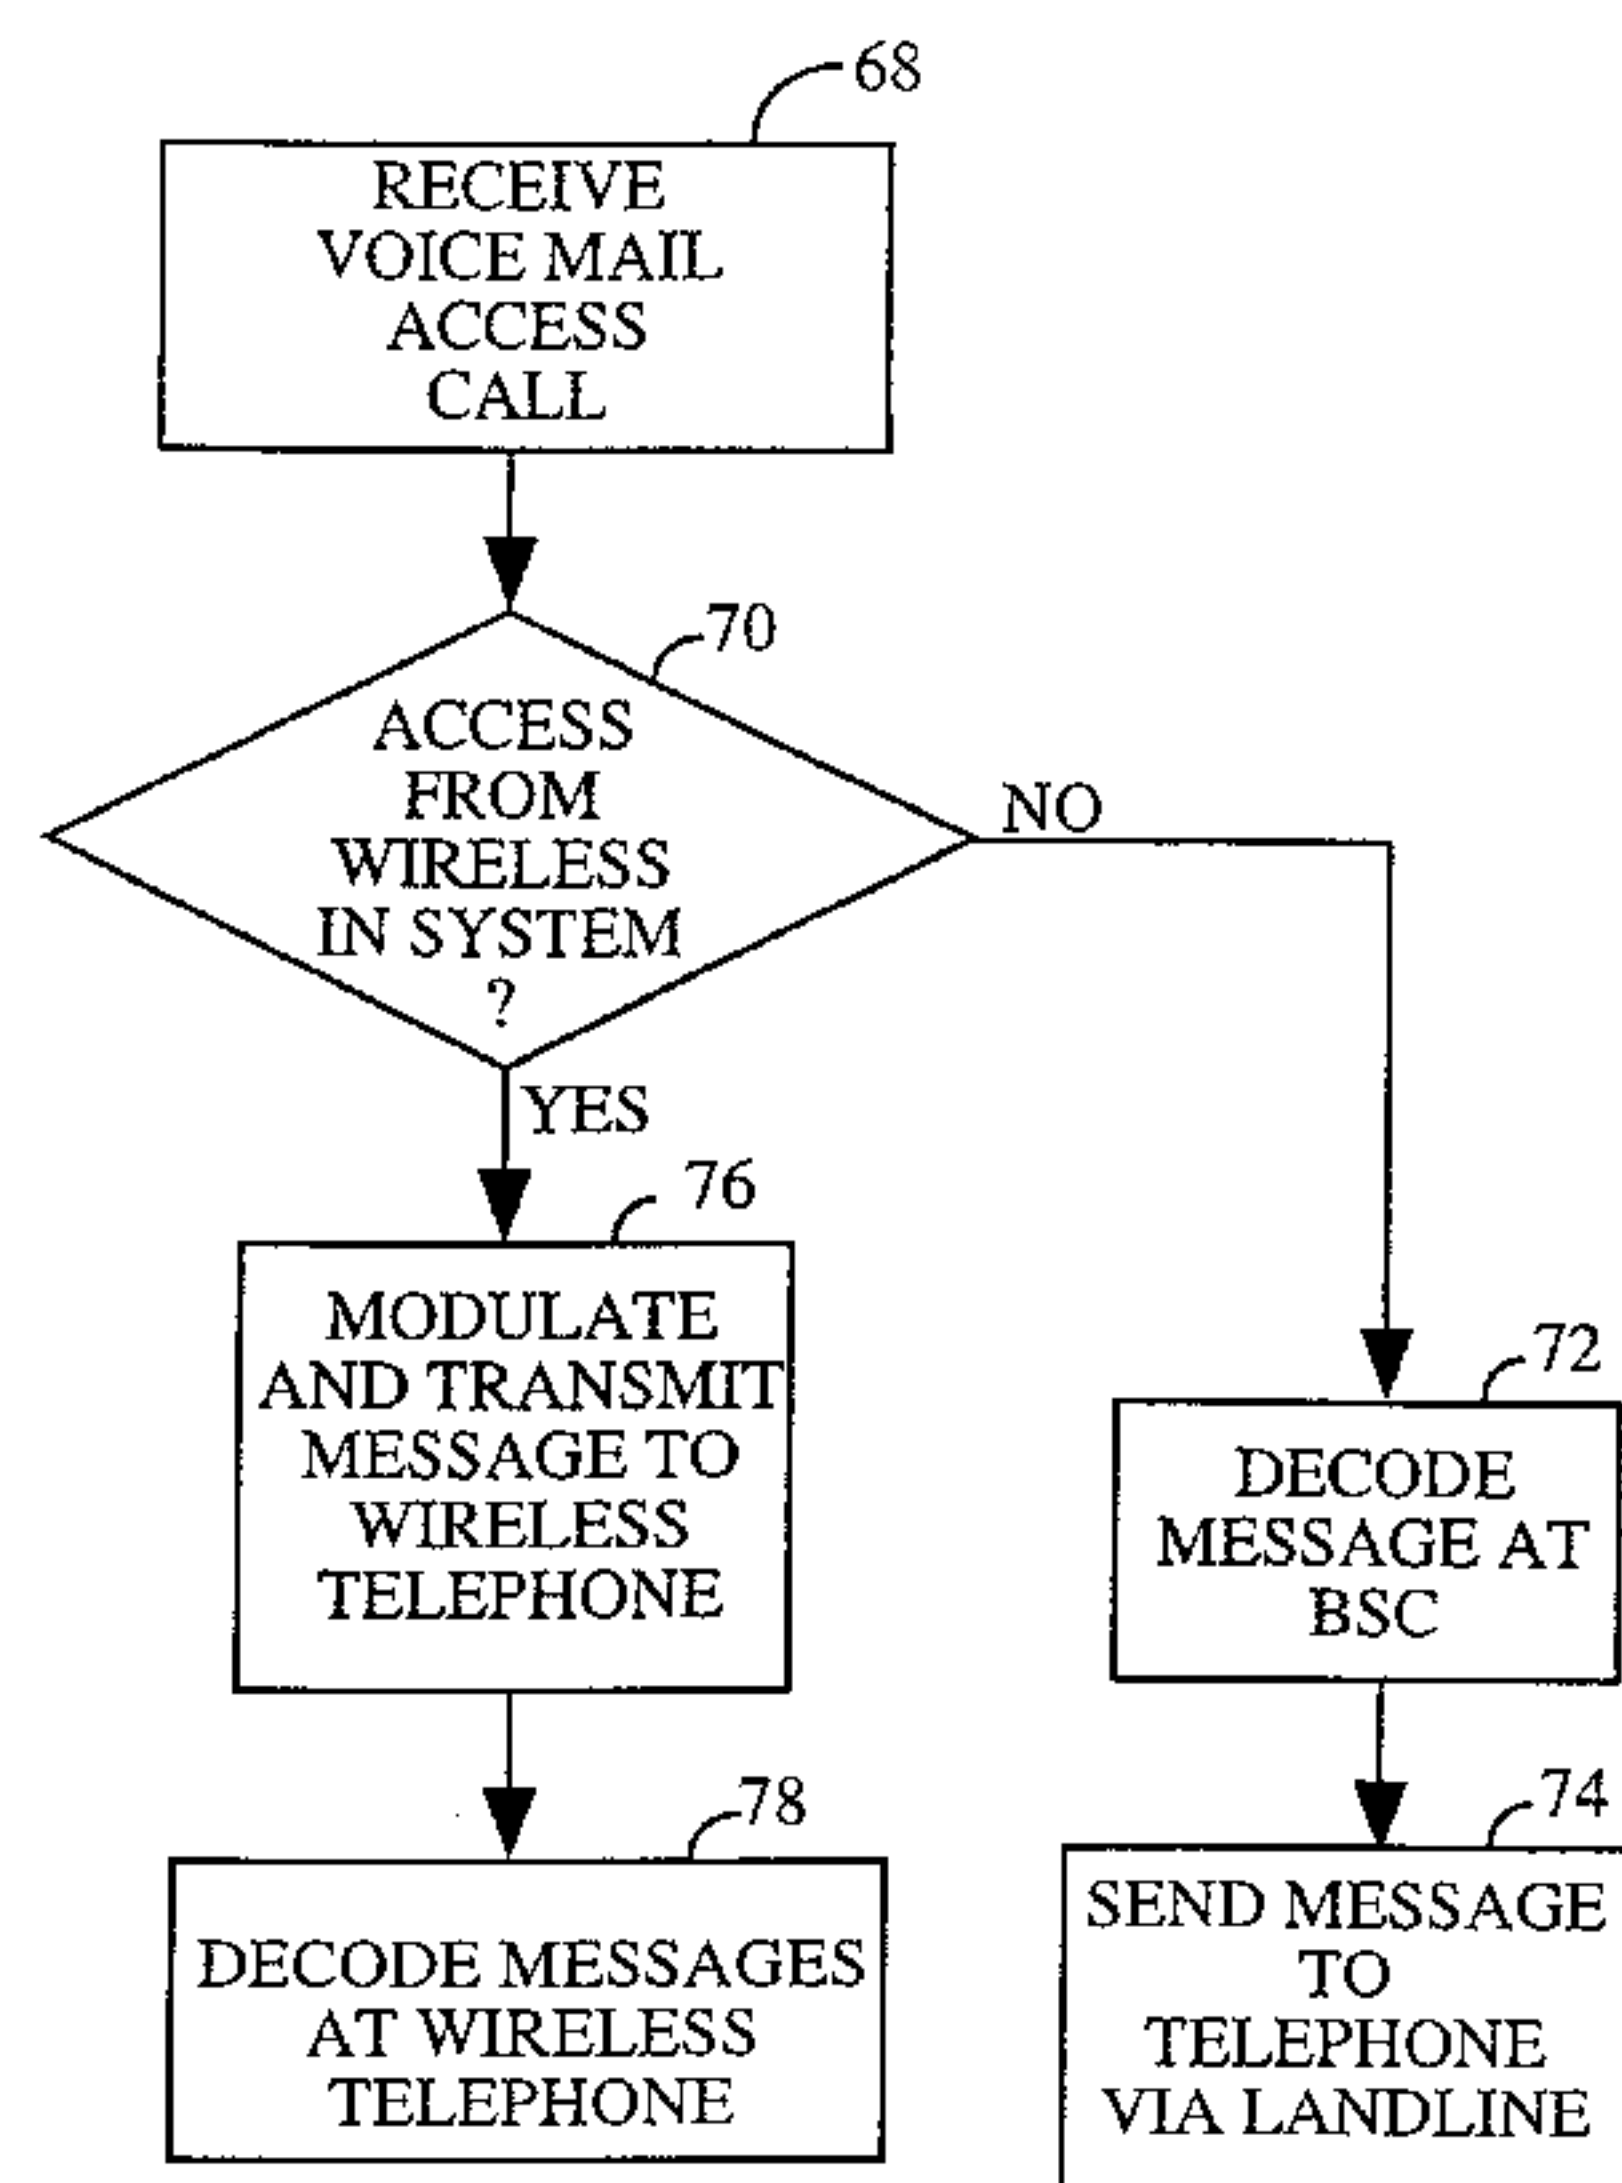 68
RECEIVE
VOICE MAIL
ACCESS
CALL
70
ACCESS
FROM
WIRELESS
IN SYSTEM
?
NO
YES
76
MODULATE
AND TRANSMIT
MESSAGE TO
WIRELESS
TELEPHONE
72
DECODE
MESSAGE AT
BSC
78
DECODE MESSAGES
AT WIRELESS
TELEPHONE
74
SEND MESSAGE
TO
TELEPHONE
VIA LANDLINE